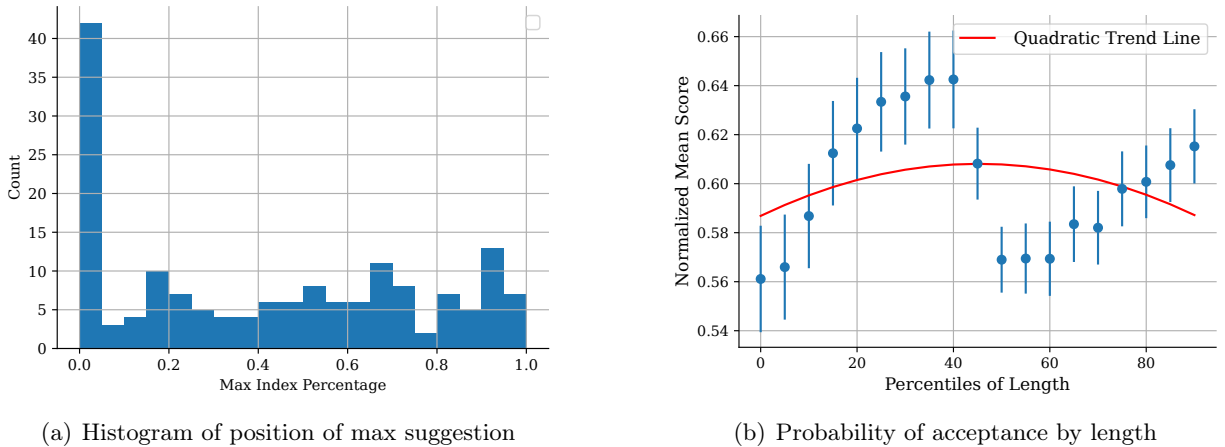 40
35
30
25
20
15
10
5
0
Count
0.0 0.2 0.4 0.6 0.8 1.0
Max Index Percentage
(a) Histogram of position of max suggestion
Quadratic Trend Line
0.66
0.64
0.62
0.60
0.58
0.56
0.54
Normalized Mean Score
0 20 40 60 80
Percentiles of Length
(b) Probability of acceptance by length